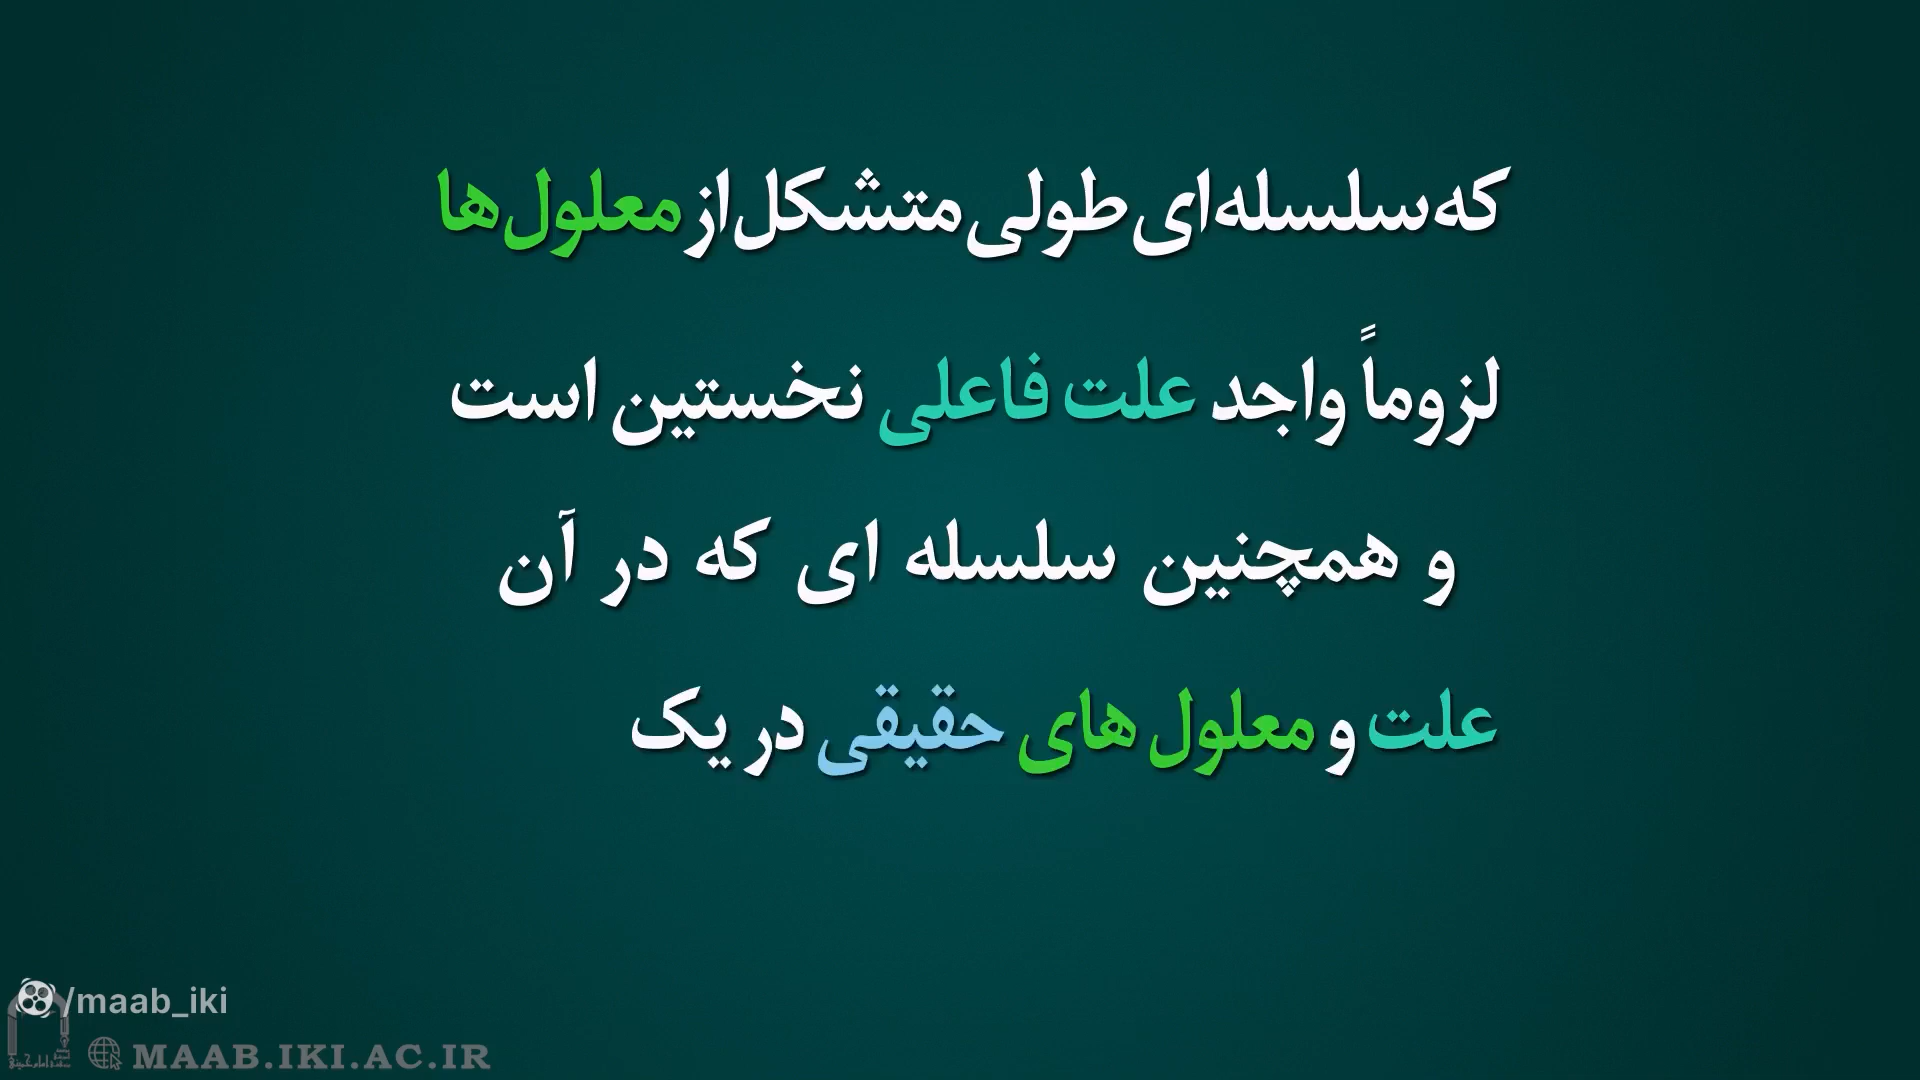 که سلسله‌ای طولی متشکل از معلول‌ها
لزوماً واجد علت فاعلی نخستین است
و همچنین سلسله ای که در آن
علت و معلول های حقیقی در یک
/maab_iki
MAAB.IKI.AC.IR